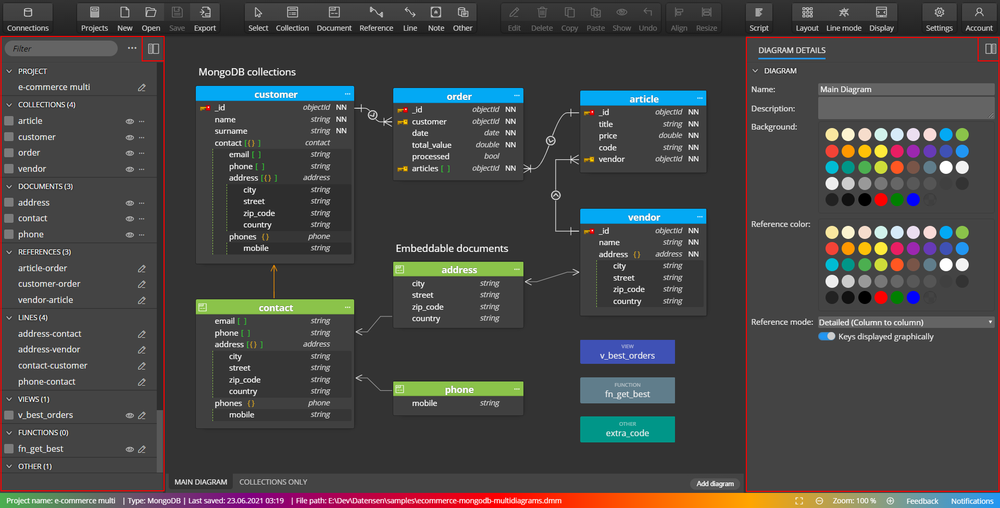 Connections Projects New Open Save Export Select Collection Document Reference Line Note Other Edit Delete Copy Paste Show Undo Align Resize Script Layout Line mode Display Settings Account
Filter
PROJECT
e-commerce multi
COLLECTIONS (4)
article
customer
order
vendor
DOCUMENTS (3)
address
contact
phone
REFERENCES (3)
article-order
customer-order
vendor-article
LINES (4)
address-contact
address-vendor
contact-customer
phone-contact
VIEWS (1)
v_best_orders
FUNCTIONS (0)
fn_get_best
OTHER (1)
MongoDB collections
customer
_id objectId NN
name string NN
surname string NN
contact [{} ] contact
email [ ] string
phone [ ] string
address [{} ] address
city string
street string
zip_code string
country string
phones {} phone
mobile string
order
_id objectId NN
customer objectId NN
date date NN
total_value double NN
processed bool
articles [ ] objectId NN
article
_id objectId NN
title string NN
price double NN
code string NN
vendor objectId NN
vendor
_id objectId NN
name string NN
address {} address NN
city string
street string
zip_code string
country string
Embeddable documents
address
city string
street string
zip_code string
country string
contact
email [ ] string
phone [ ] string
address [{} ] address
city string
street string
zip_code string
country string
phones {} phone
mobile string
phone
mobile string
VIEW
v_best_orders
FUNCTION
fn_get_best
OTHER
extra_code
MAIN DIAGRAM COLLECTIONS ONLY Add diagram
DIAGRAM DETAILS
DIAGRAM
Name: Main Diagram
Description:
Background:
Reference color:
Reference mode: Detailed (Column to column)
Keys displayed graphically
Project name: e-commerce multi | Type: MongoDB | Last saved: 23.06.2021 03:19 | File path: E:\Dev\Datensen\samples\ecommerce-mongodb-multidiagrams.dmm Zoom: 100 % Feedback Notifications